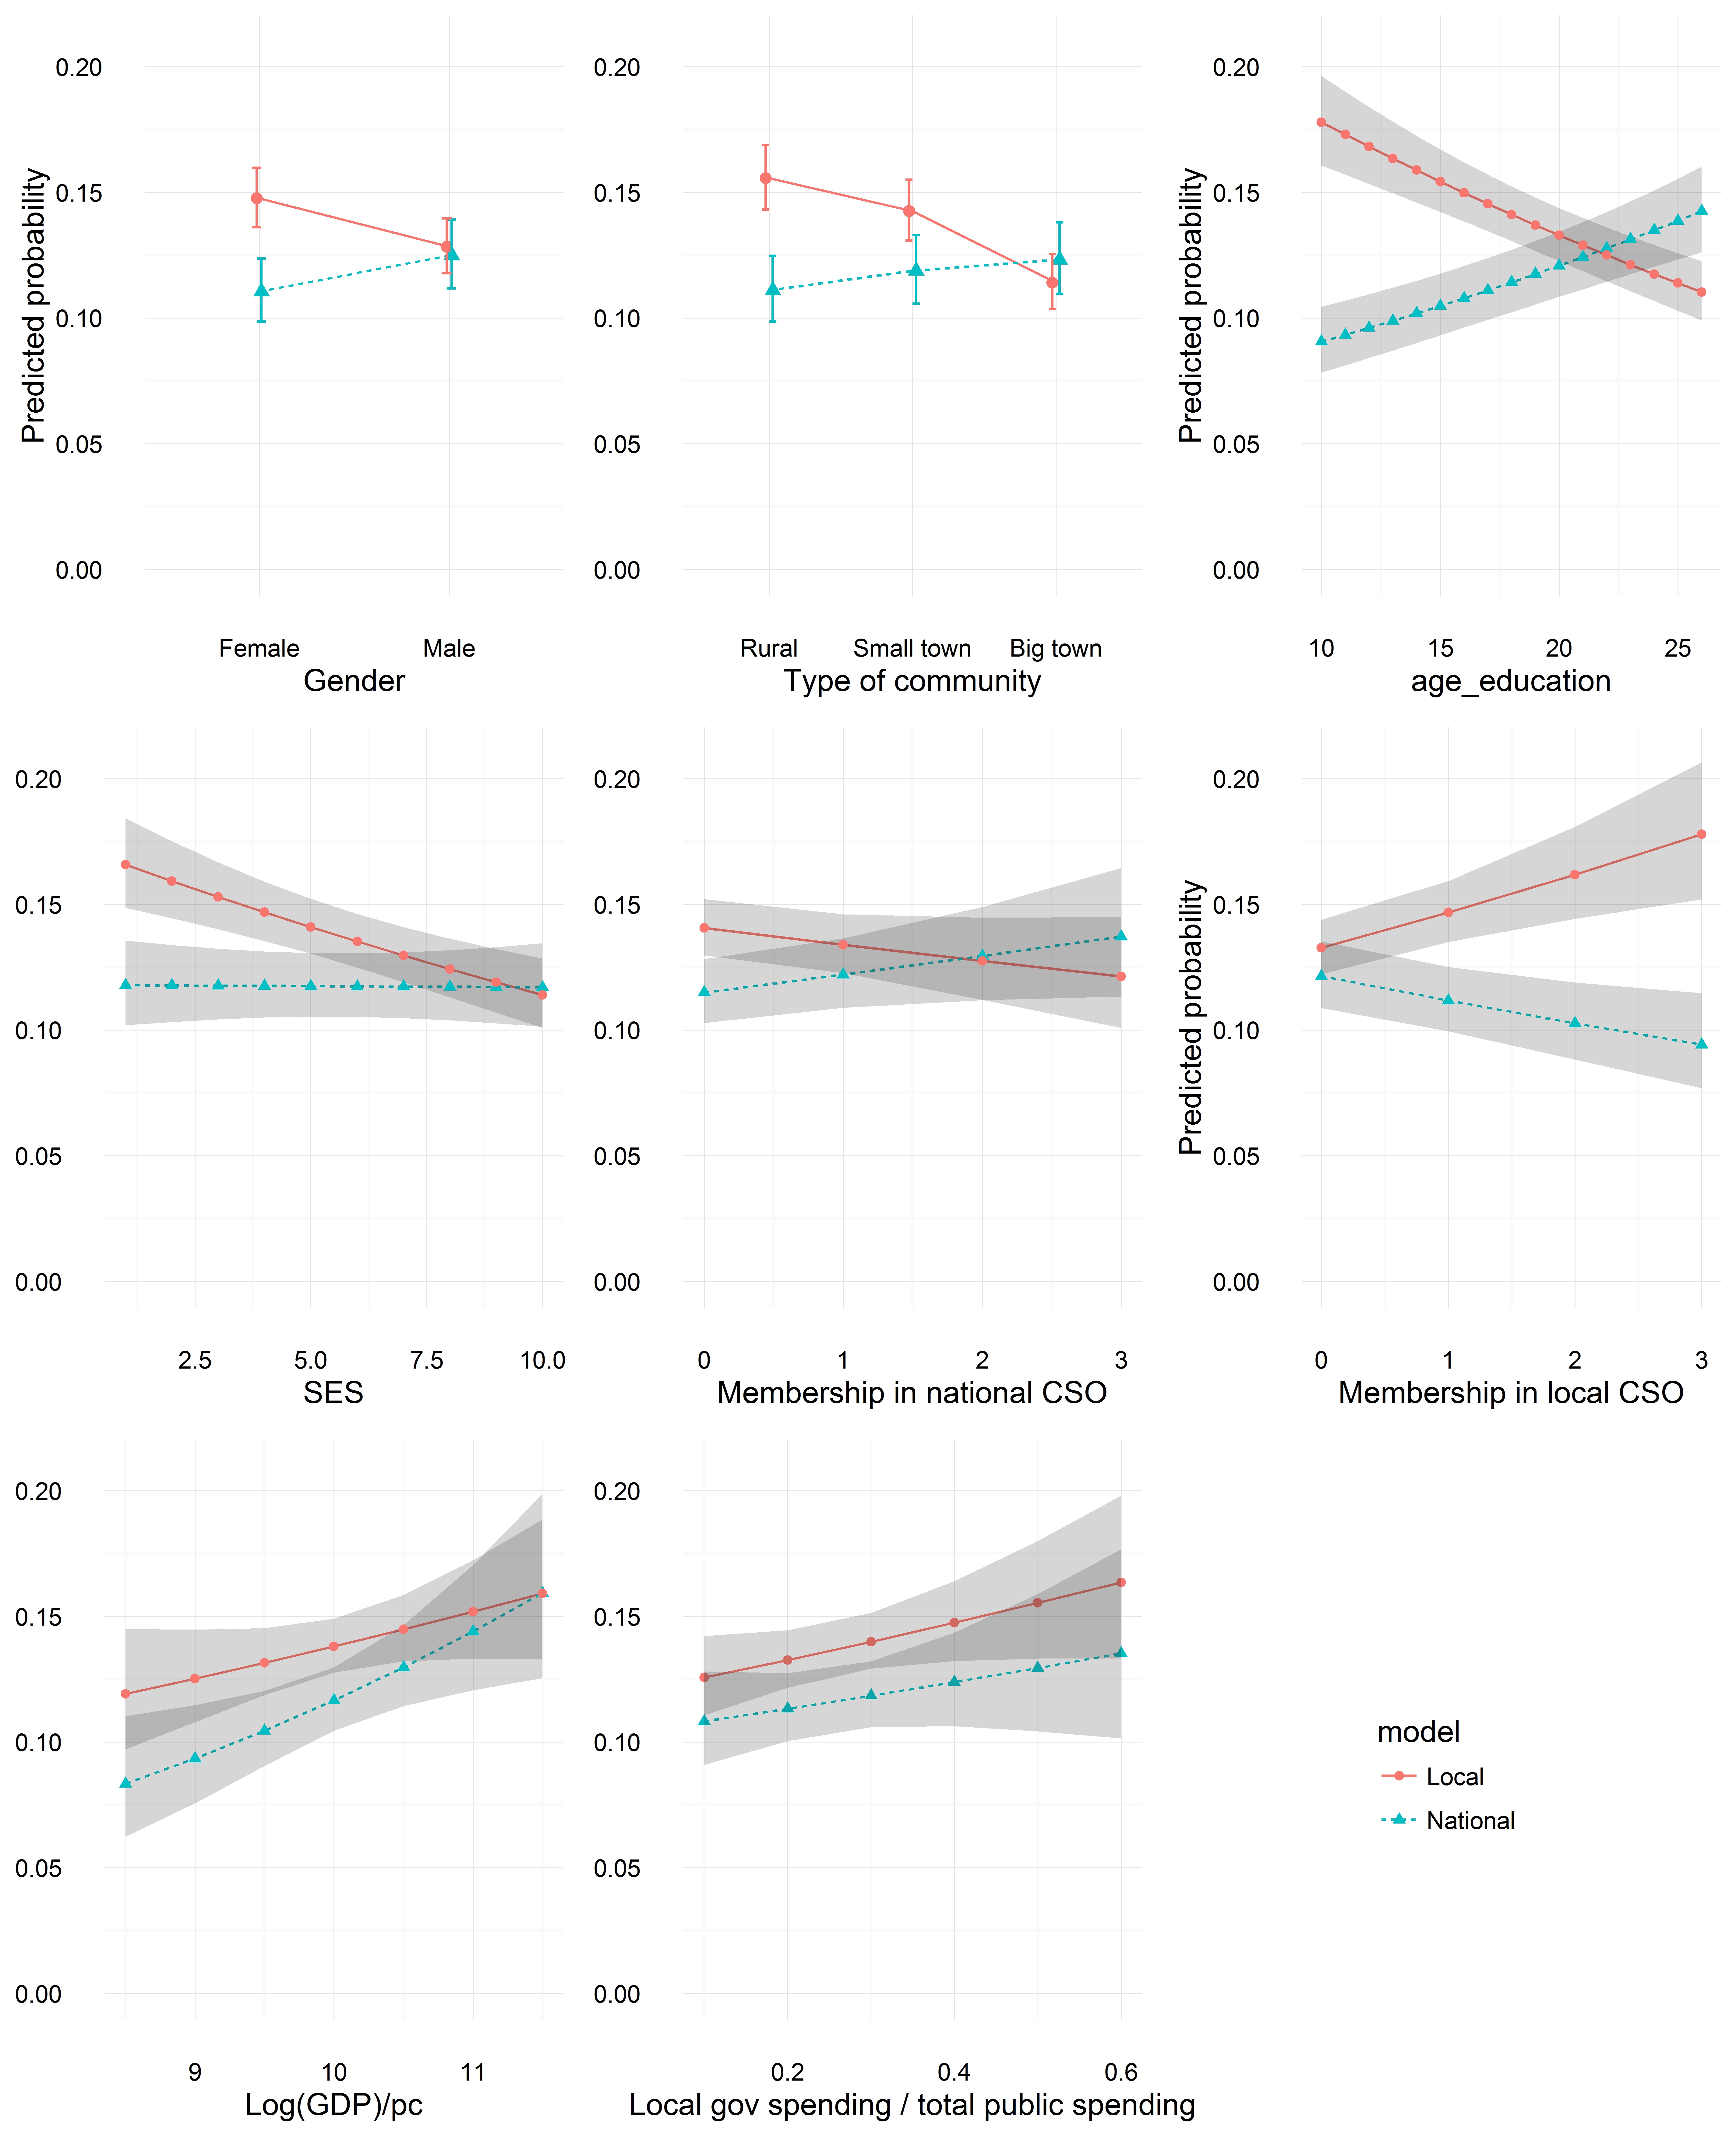 Predicted probability
0.20
0.15
0.10
0.05
0.00
Female Male
Gender
0.20
0.15
0.10
0.05
0.00
Rural Small town Big town
Type of community
Predicted probability
0.20
0.15
0.10
0.05
0.00
10 15 20 25
age_education
0.20
0.15
0.10
0.05
0.00
2.5 5.0 7.5 10.0
SES
0.20
0.15
0.10
0.05
0.00
0 1 2 3
Membership in national CSO
Predicted probability
0.20
0.15
0.10
0.05
0.00
0 1 2 3
Membership in local CSO
0.20
0.15
0.10
0.05
0.00
9 10 11
Log(GDP)/pc
0.20
0.15
0.10
0.05
0.00
0.2 0.4 0.6
Local gov spending / total public spending
model
Local
National